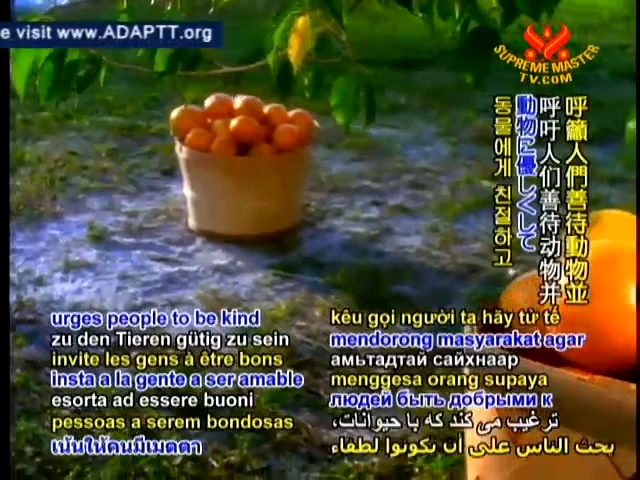 e visit www.ADAPTT.org
SUPREME MASTER
TV.COM
呼籲人們善待動物並
呼吁人们善待动物并
動物に優しくして
동물에게 친절하고
urges people to be kind
zu den Tieren gütig zu sein
invite les gens à être bons
insta a la gente a ser amable
esorta ad essere buoni
pessoas a serem bondosas
เน้นให้คนมีเมตตา
kêu gọi người ta hãy tử tế
mendorong masyarakat agar
амьтадтай сайхнаар
menggesa orang supaya
людей быть добрыми к
ترغیب می کند که با حیوانات،
يحث الناس على أن يكونوا لطفاء